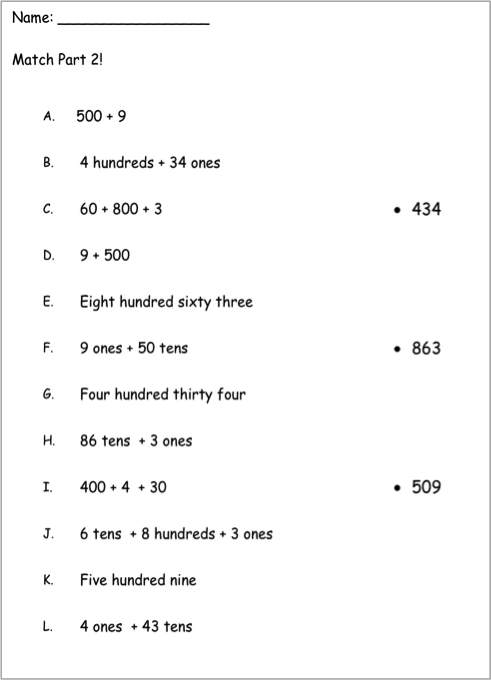 Name: ___________________
Match Part 2!
A. 500 + 9
B. 4 hundreds + 34 ones
C. 60 + 800 + 3 • 434
D. 9 + 500
E. Eight hundred sixty three
F. 9 ones + 50 tens • 863
G. Four hundred thirty four
H. 86 tens + 3 ones
I. 400 + 4 + 30 • 509
J. 6 tens + 8 hundreds + 3 ones
K. Five hundred nine
L. 4 ones + 43 tens